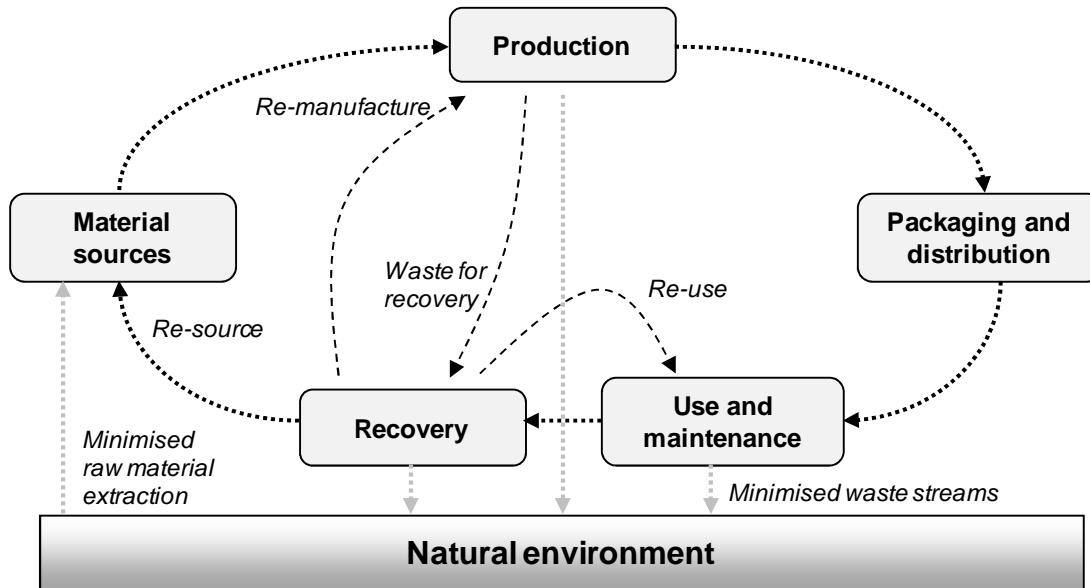 Production
Re-manufacture
Material
sources
Packaging and
distribution
Waste for
recovery
Re-use
Re-source
Recovery
Use and
maintenance
Minimised
raw material
extraction
Minimised waste streams
Natural environment